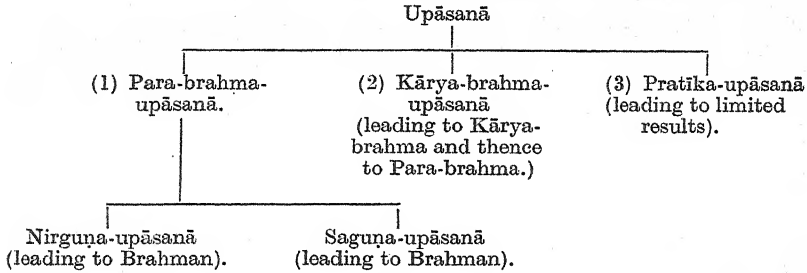 Upāsanā
(1) Para-brahma-
upāsanā.
(2) Kārya-brahma-
upāsanā
(leading to Kārya-
brahma and thence
to Para-brahma.)
(3) Pratīka-upāsanā
(leading to limited
results).
Nirguṇa-upāsanā
(leading to Brahman).
Saguṇa-upāsanā
(leading to Brahman).